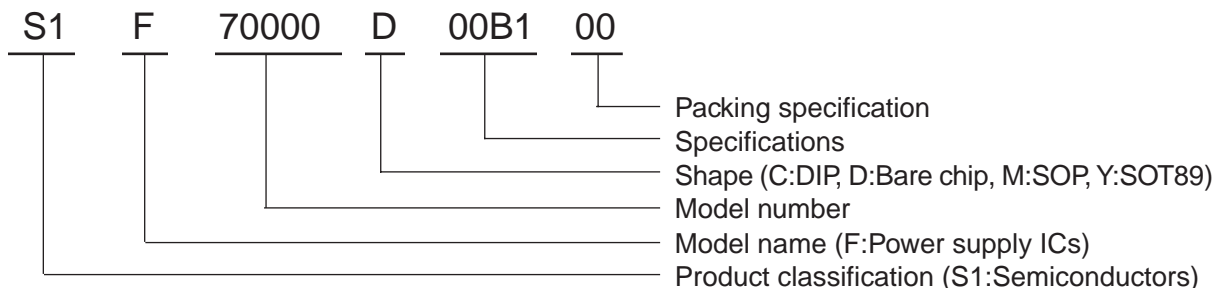 S1 F 70000 D 00B1 00
Packing specification
Specifications
Shape (C:DIP, D:Bare chip, M:SOP, Y:SOT89)
Model number
Model name (F:Power supply ICs)
Product classification (S1:Semiconductors)